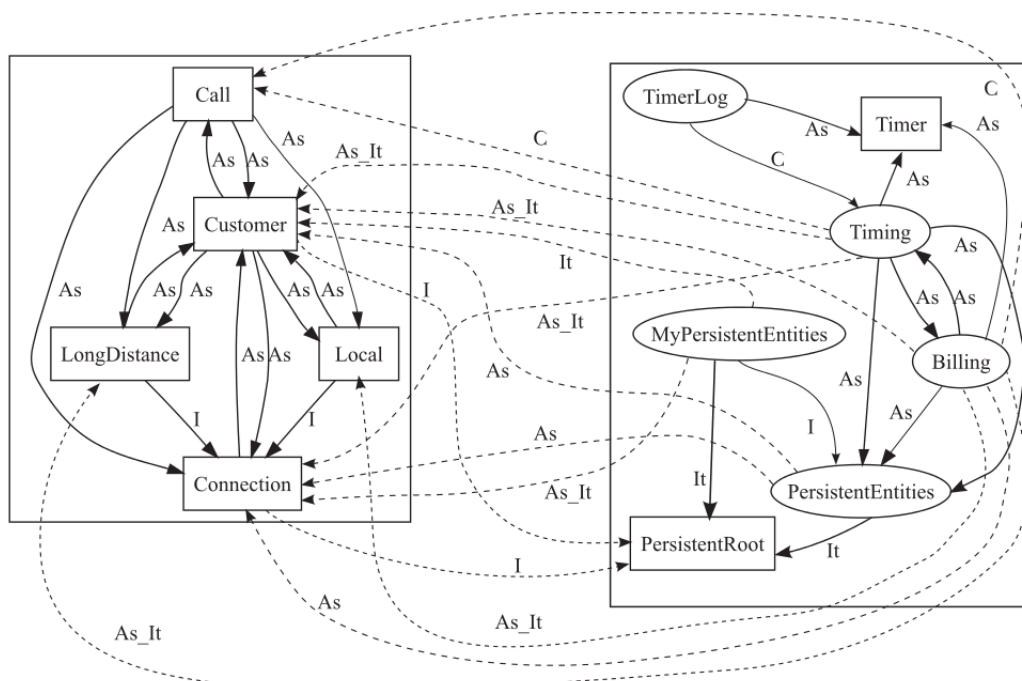 C
Call
TimerLog
As
Timer
As
As
As
As
C
As_It
C
As
Customer
As_It
Timing
As
As
It
As
As
As
I
As
As
As
As_It
MyPersistentEntities
LongDistance
As
As
Local
Billing
As
As
As
I
I
As
I
Connection
As_It
It
PersistentEntities
PersistentRoot
It
I
As
As_It
As_It